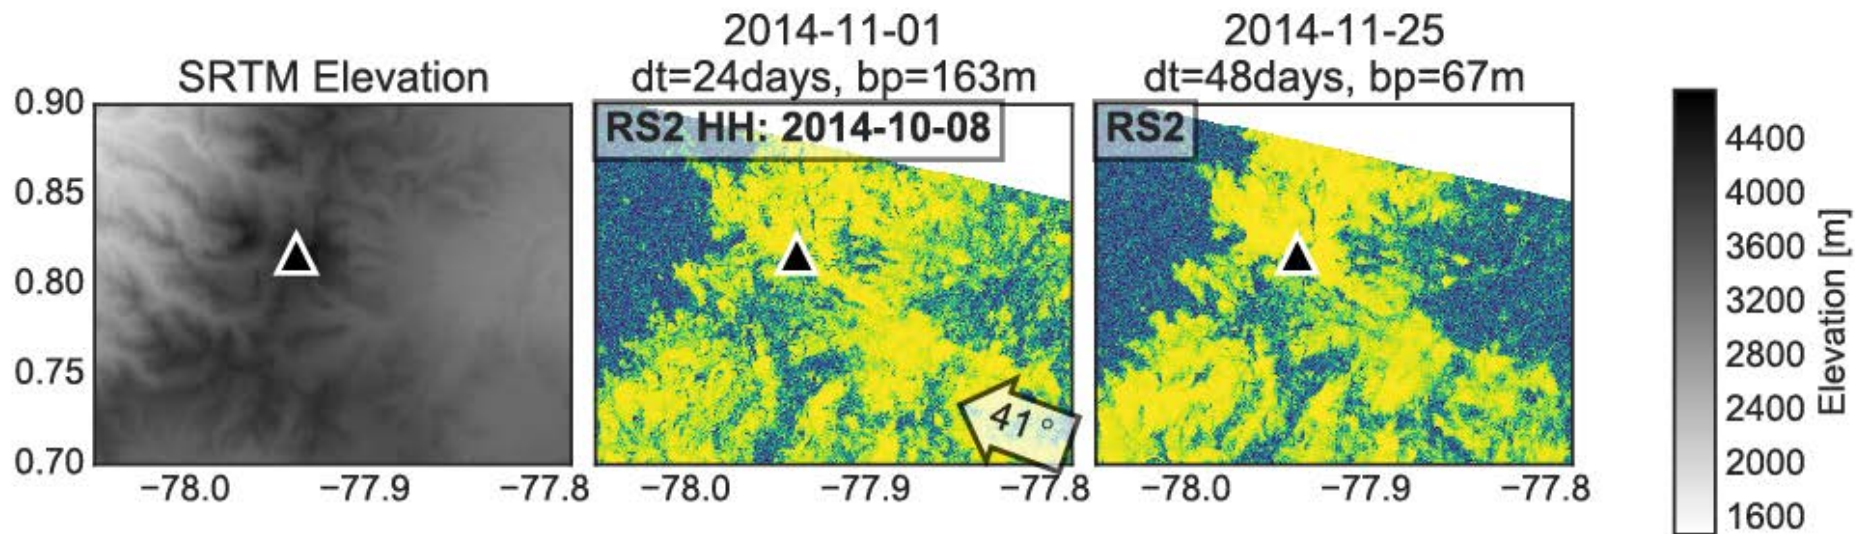 SRTM Elevation
2014-11-01
dt=24days, bp=163m
2014-11-25
dt=48days, bp=67m
RS2 HH: 2014-10-08
RS2
0.90
0.85
0.80
0.75
0.70
41°
−78.0 −77.9 −77.8
−78.0 −77.9 −77.8
−78.0 −77.9 −77.8
4400
4000
3600
3200
2800
2400
2000
1600
Elevation [m]